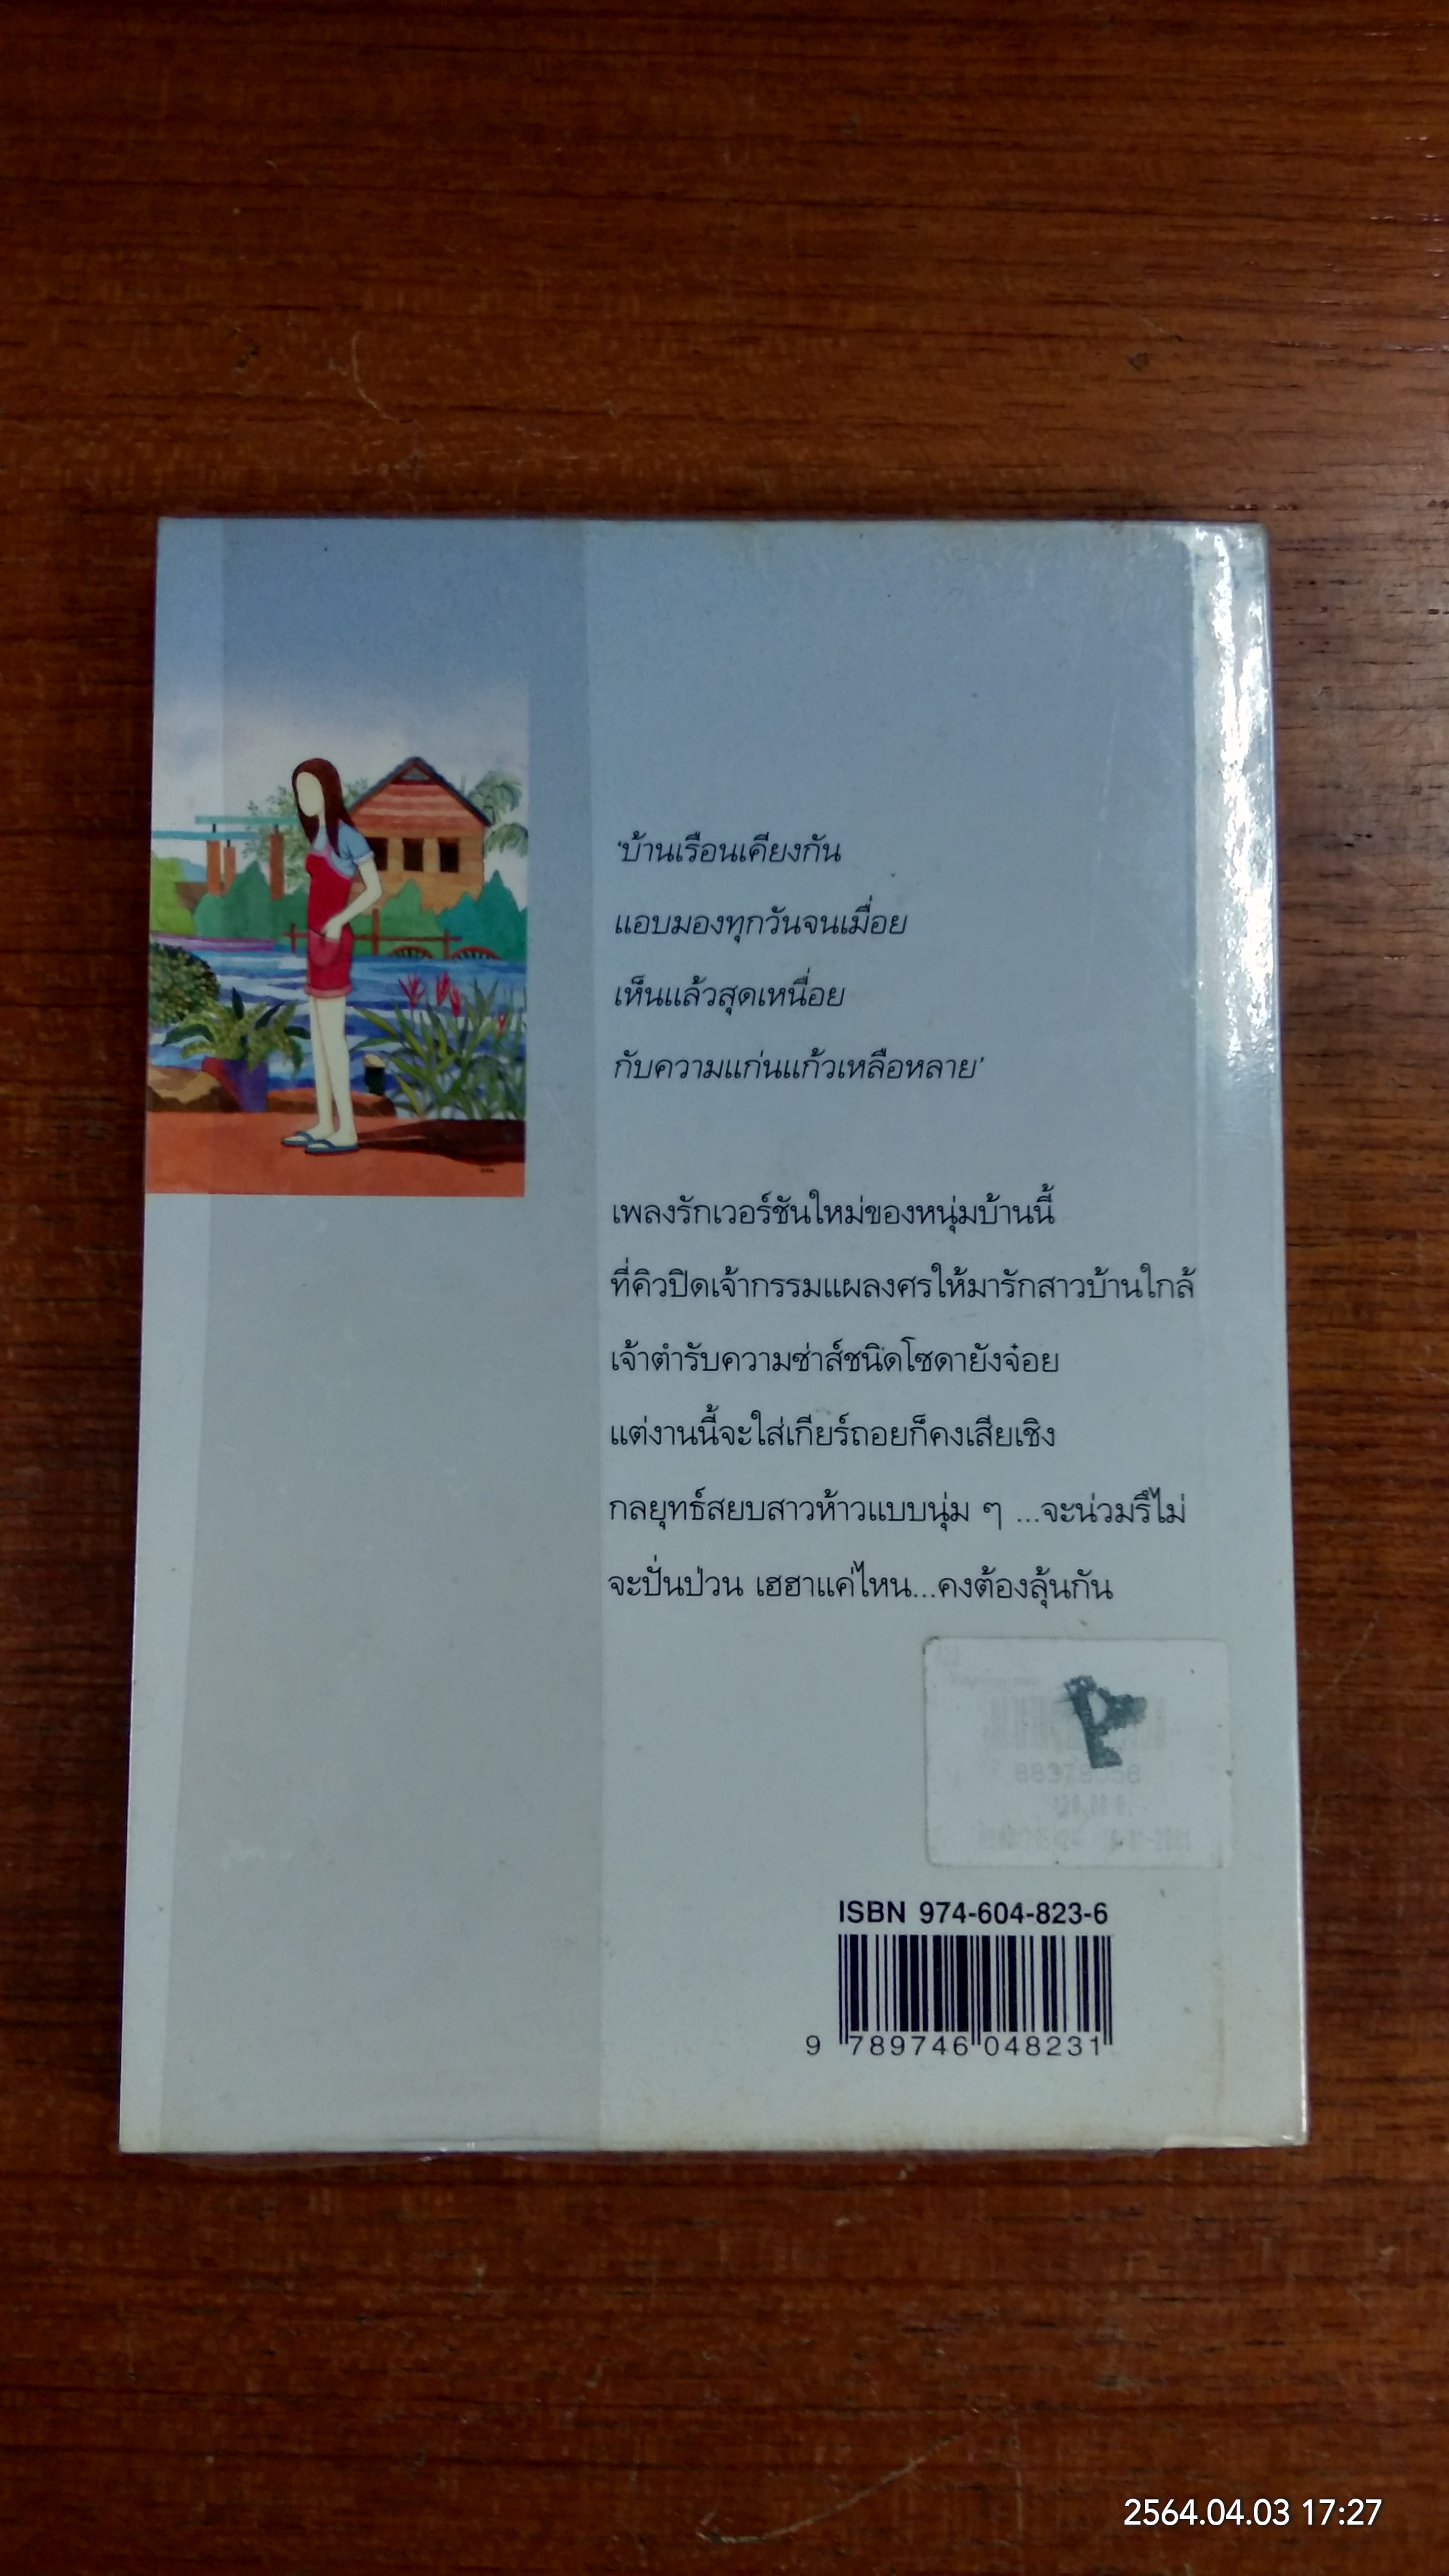 'บ้านเรือนเคียงกัน
แอบมองทุกวันจนเมื่อย
เห็นแล้วสุดเหนื่อย
กับความแก่นแก้วเหลือหลาย'
เพลงรักเวอร์ชันใหม่ของหนุ่มบ้านนี้
ที่คิวปิดเจ้ากรรมแผลงศรให้มารักสาวบ้านใกล้
เจ้าตำรับความซ่าส์ชนิดโซดายังจ๋อย
แต่งานนี้จะใส่เกียร์ถอยก็คงเสียเชิง
กลยุทธ์สยบสาวห้าวแบบนุ่ม ๆ ...จะน่วมรึไม่
จะปั่นป่วน เฮฮาแค่ไหน...คงต้องลุ้นกัน
ISBN 974-604-823-6
9 789746 048231
2564.04.03 17:27